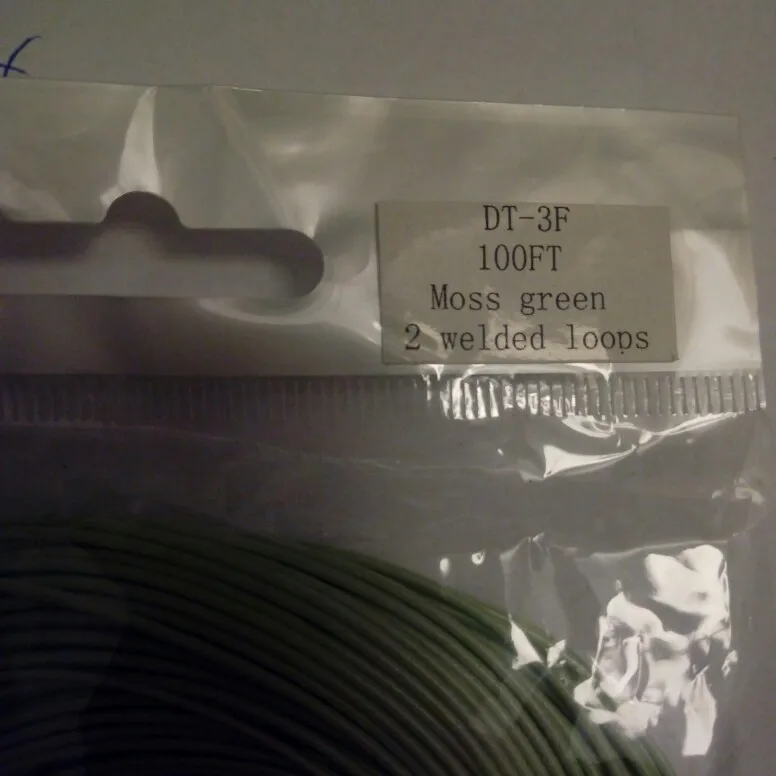 DT-3F
100FT
Moss green
2 welded loops